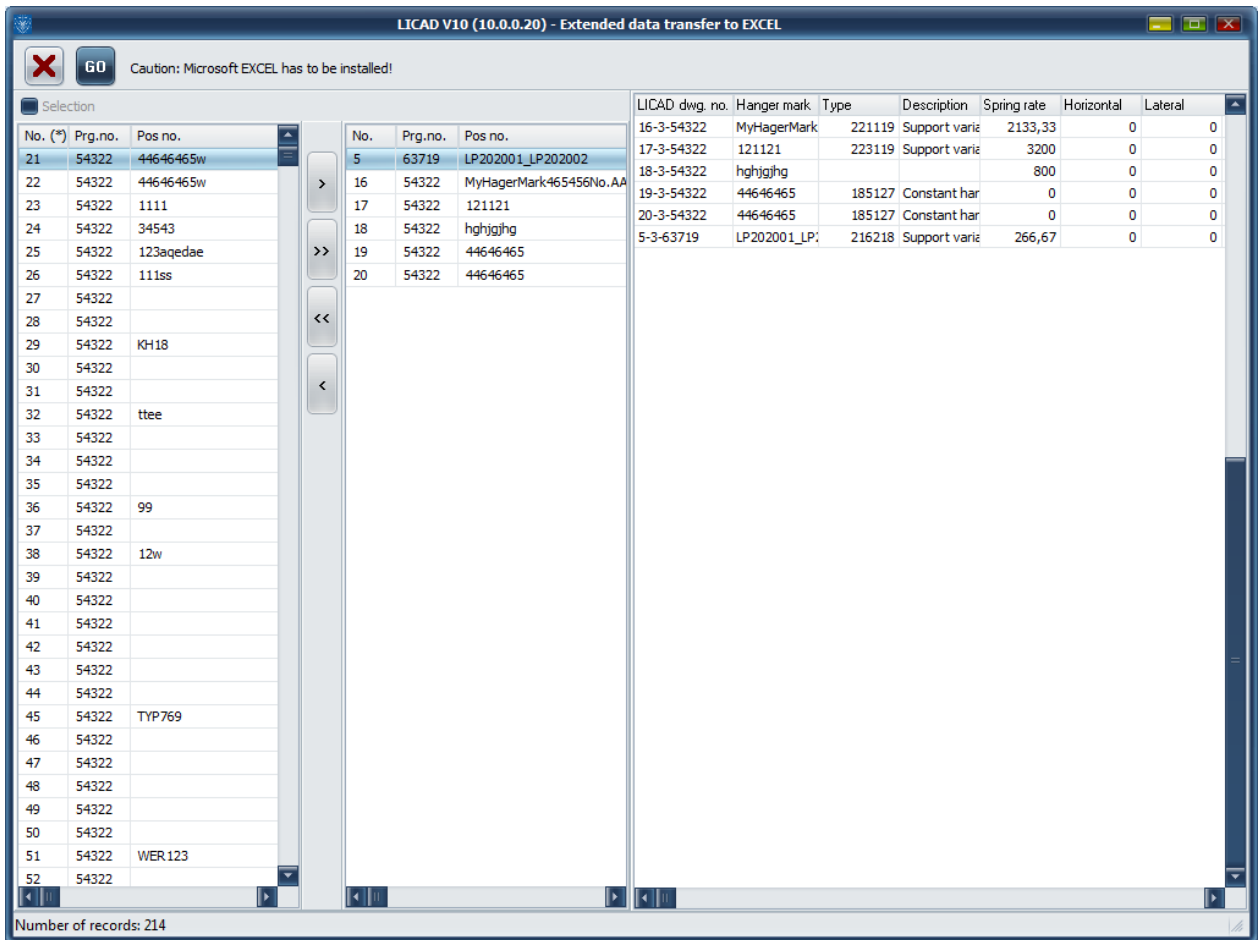 LICAD V10 (10.0.0.20) - Extended data transfer to EXCEL
GO Caution: Microsoft EXCEL has to be installed!
Selection
No. (*) Prg.no. Pos no.
21 54322 44646465w
22 54322 44646465w
23 54322 1111
24 54322 34543
25 54322 123aqedae
26 54322 111ss
27 54322
28 54322
29 54322 KH18
30 54322
31 54322
32 54322 ttee
33 54322
34 54322
35 54322
36 54322 99
37 54322
38 54322 12w
39 54322
40 54322
41 54322
42 54322
43 54322
44 54322
45 54322 TYP769
46 54322
47 54322
48 54322
49 54322
50 54322
51 54322 WER123
52 54322
>
>>
<<
<
No. Prg.no. Pos no.
5 63719 LP202001_LP202002
16 54322 MyHagerMark465456No.AA
17 54322 121121
18 54322 hghjgjhg
19 54322 44646465
20 54322 44646465
LICAD dwg. no. Hanger mark Type Description Spring rate Horizontal Lateral
16-3-54322 MyHagerMark 221119 Support varia 2133,33 0 0
17-3-54322 121121 223119 Support varia 3200 0 0
18-3-54322 hghjgjhg 800 0 0
19-3-54322 44646465 185127 Constant har 0 0 0
20-3-54322 44646465 185127 Constant har 0 0 0
5-3-63719 LP202001_LP2 216218 Support varia 266,67 0 0
Number of records: 214